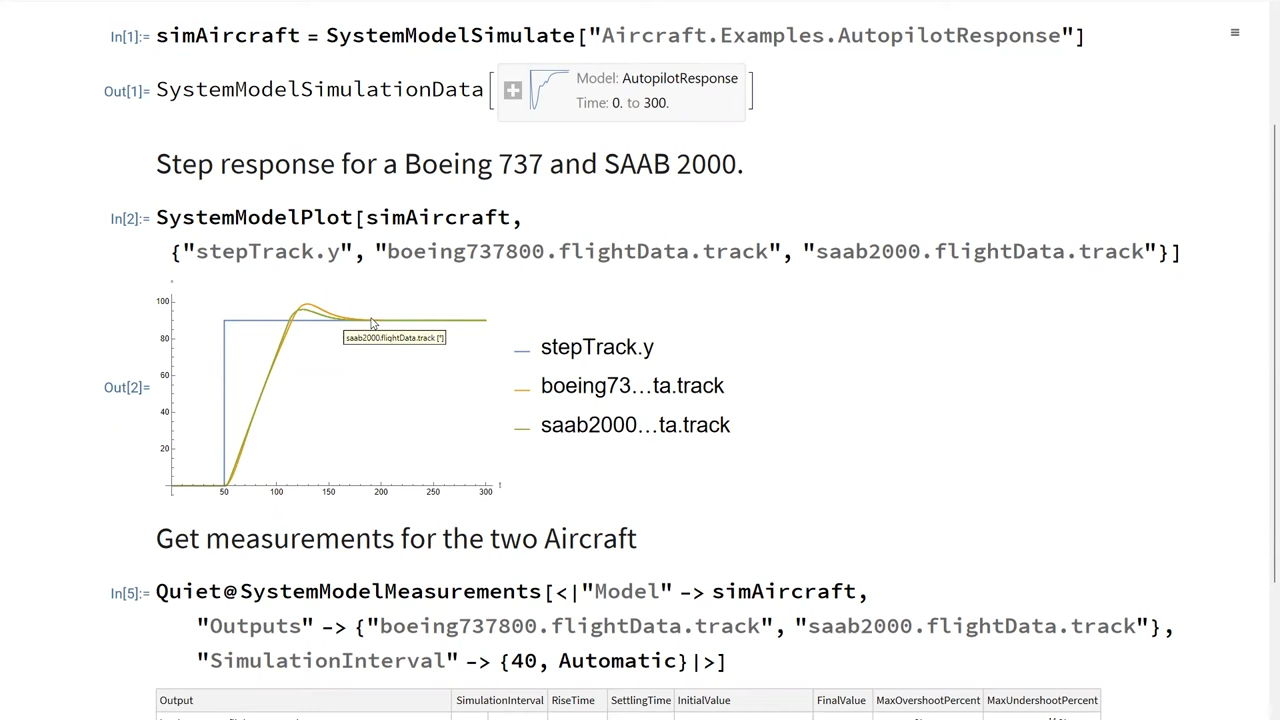 In[1]:= simAircraft = SystemModelSimulate["Aircraft.Examples.AutopilotResponse"]
Out[1]= SystemModelSimulationData[
Model: AutopilotResponse
Time: 0. to 300.
]
Step response for a Boeing 737 and SAAB 2000.
In[2]:= SystemModelPlot[simAircraft,
{"stepTrack.y", "boeing737800.flightData.track", "saab2000.flightData.track"}]
Out[2]=
100
80
60
40
20
50 100 150 200 250 300 t
saab2000.flightData.track [°]
stepTrack.y
boeing73…ta.track
saab2000…ta.track
Get measurements for the two Aircraft
In[5]:= Quiet@SystemModelMeasurements[<|"Model" -> simAircraft,
"Outputs" -> {"boeing737800.flightData.track", "saab2000.flightData.track"},
"SimulationInterval" -> {40, Automatic}|>]
Output SimulationInterval RiseTime SettlingTime InitialValue FinalValue MaxOvershootPercent MaxUndershootPercent